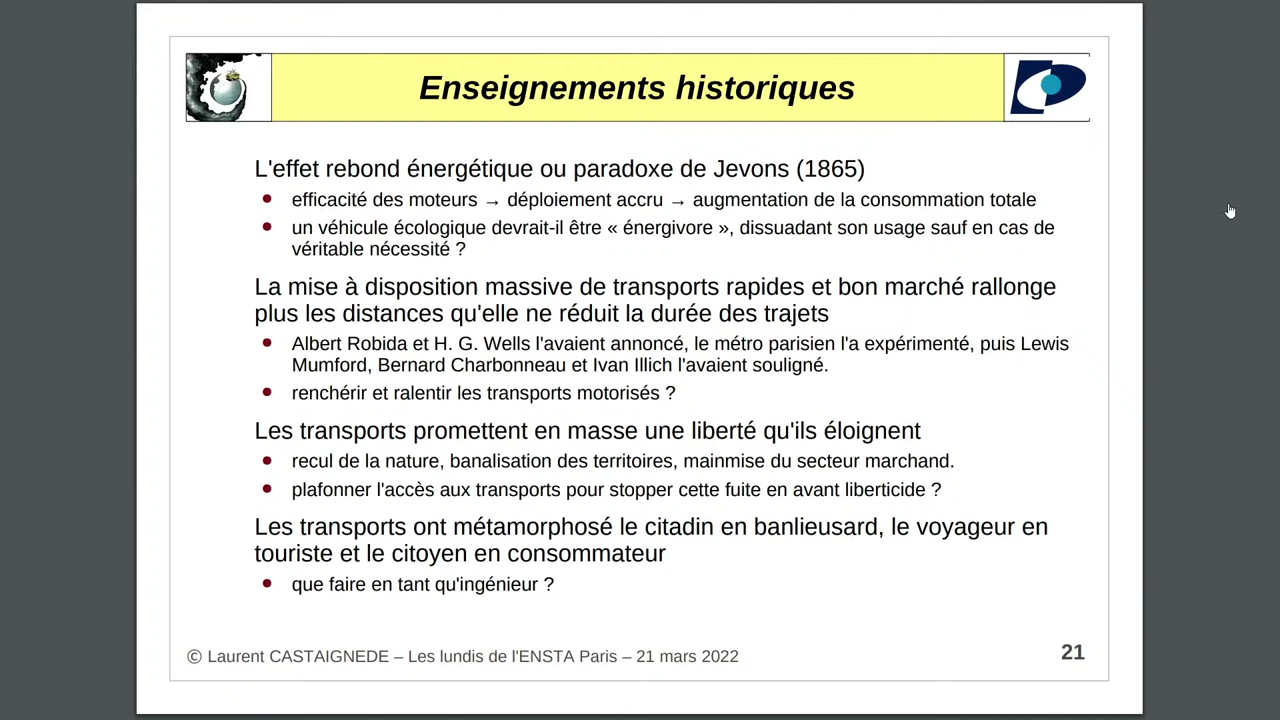 Enseignements historiques
L'effet rebond énergétique ou paradoxe de Jevons (1865)
efficacité des moteurs → déploiement accru → augmentation de la consommation totale
un véhicule écologique devrait-il être « énergivore », dissuadant son usage sauf en cas de
véritable nécessité ?
La mise à disposition massive de transports rapides et bon marché rallonge
plus les distances qu'elle ne réduit la durée des trajets
Albert Robida et H. G. Wells l'avaient annoncé, le métro parisien l'a expérimenté, puis Lewis
Mumford, Bernard Charbonneau et Ivan Illich l'avaient souligné.
renchérir et ralentir les transports motorisés ?
Les transports promettent en masse une liberté qu'ils éloignent
recul de la nature, banalisation des territoires, mainmise du secteur marchand.
plafonner l'accès aux transports pour stopper cette fuite en avant liberticide ?
Les transports ont métamorphosé le citadin en banlieusard, le voyageur en
touriste et le citoyen en consommateur
que faire en tant qu'ingénieur ?
© Laurent CASTAIGNEDE – Les lundis de l'ENSTA Paris – 21 mars 2022
21